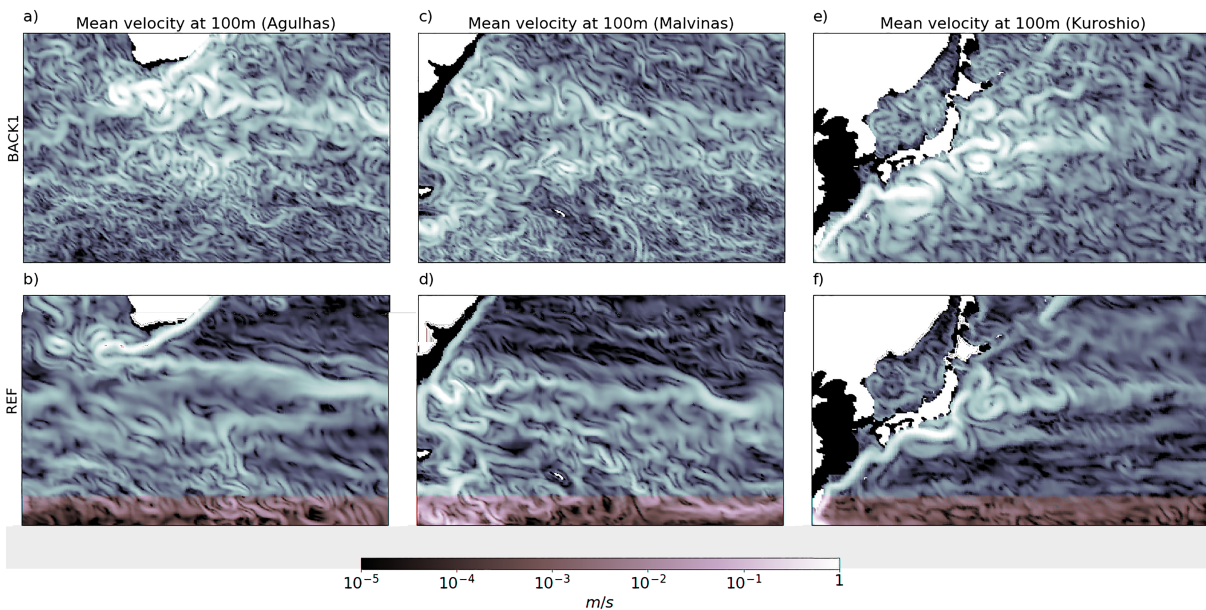 a) c) e)
Mean velocity at 100m (Agulhas) Mean velocity at 100m (Malvinas) Mean velocity at 100m (Kuroshio)
BACK1
b) d) f)
REF
10⁻⁵ 10⁻⁴ 10⁻³ 10⁻² 10⁻¹ 1
m/s